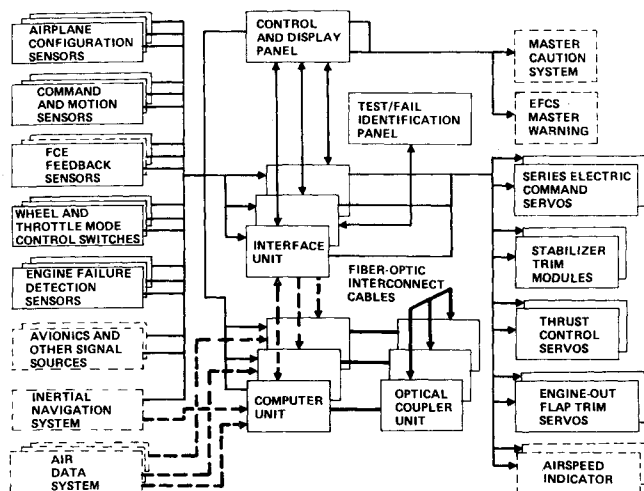 AIRPLANE
CONFIGURATION
SENSORS
COMMAND
AND MOTION
SENSORS
FCE
FEEDBACK
SENSORS
WHEEL AND
THROTTLE MODE
CONTROL SWITCHES
ENGINE FAILURE
DETECTION
SENSORS
AVIONICS AND
OTHER SIGNAL
SOURCES
INERTIAL
NAVIGATION
SYSTEM
AIR
DATA
SYSTEM
CONTROL
AND DISPLAY
PANEL
TEST/FAIL
IDENTIFICATION
PANEL
INTERFACE
UNIT
FIBER-OPTIC
INTERCONNECT
CABLES
COMPUTER
UNIT
OPTICAL
COUPLER
UNIT
MASTER
CAUTION
SYSTEM
EFCS
MASTER
WARNING
SERIES ELECTRIC
COMMAND
SERVOS
STABILIZER
TRIM
MODULES
THRUST
CONTROL
SERVOS
ENGINE-OUT
FLAP TRIM
SERVOS
AIRSPEED
INDICATOR